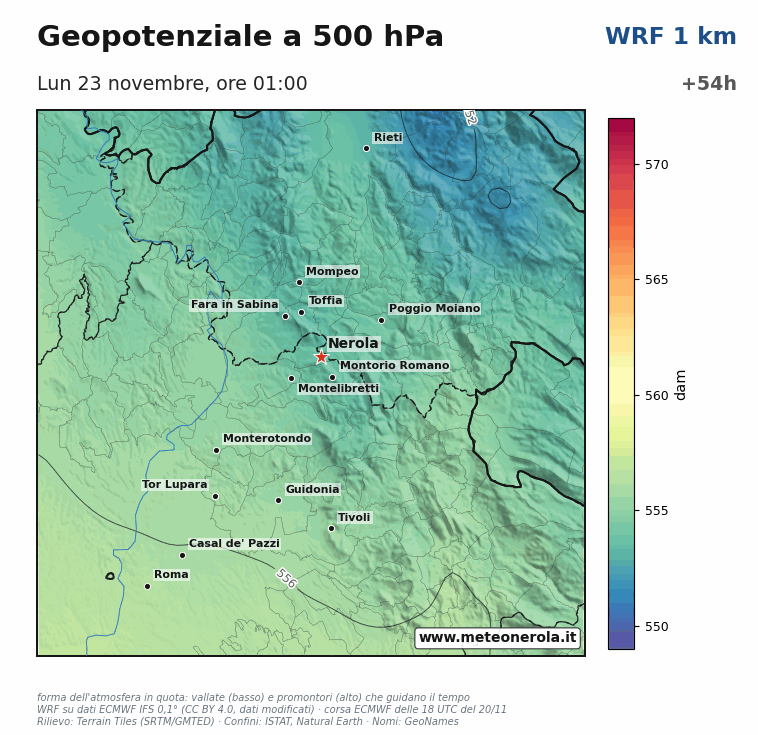 Geopotenziale a 500 hPa
WRF 1 km
Lun 23 novembre, ore 01:00
+54h
Rieti
Mompeo
Toffia
Fara in Sabina
Poggio Moiano
Nerola
Montorio Romano
Montelibretti
Monterotondo
Tor Lupara
Guidonia
Tivoli
Casal de' Pazzi
Roma
556
www.meteonerola.it
570
565
560
555
550
dam
forma dell'atmosfera in quota: vallate (basso) e promontori (alto) che guidano il tempo
WRF su dati ECMWF IFS 0,1° (CC BY 4.0, dati modificati) · corsa ECMWF delle 18 UTC del 20/11
Rilievo: Terrain Tiles (SRTM/GMTED) · Confini: ISTAT, Natural Earth · Nomi: GeoNames